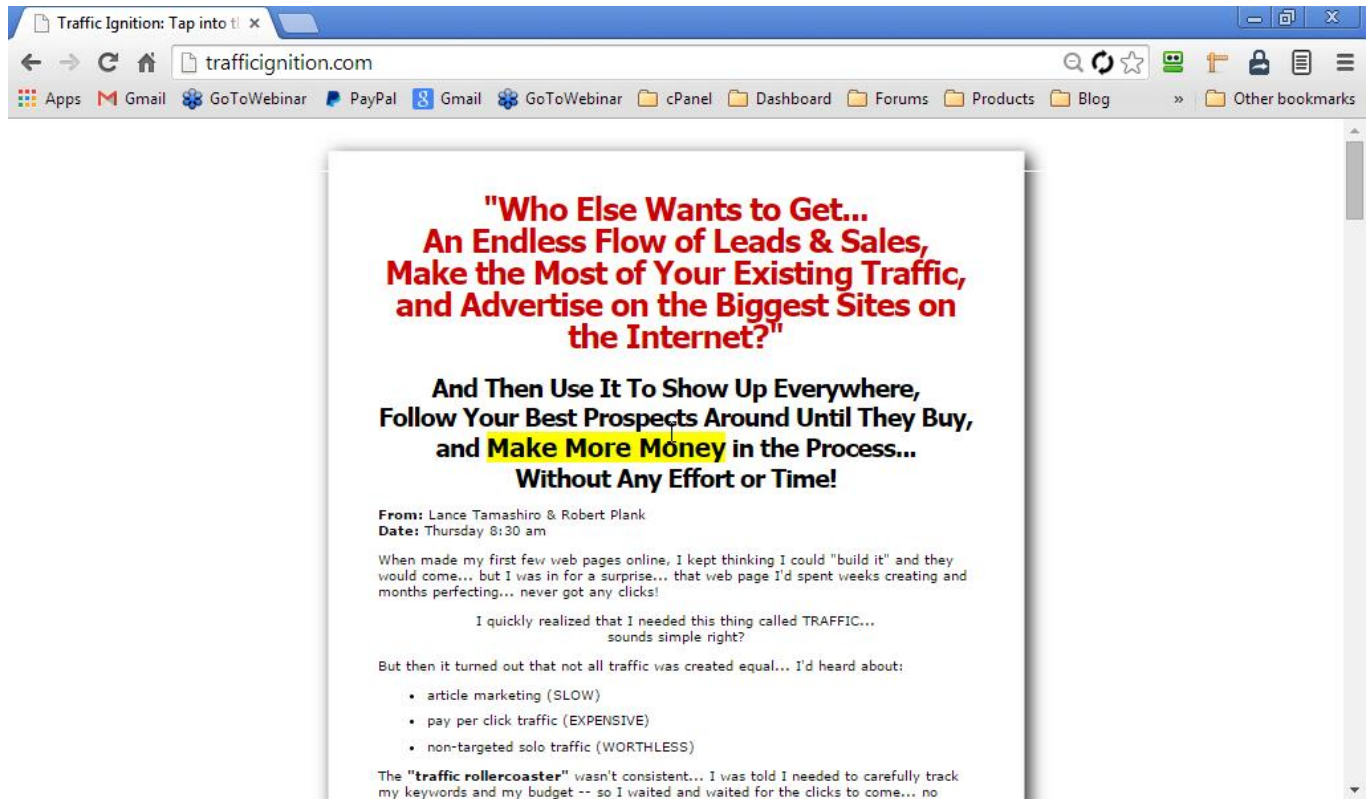 Traffic Ignition: Tap into tl
trafficignition.com
Apps Gmail GoToWebinar PayPal Gmail GoToWebinar cPanel Dashboard Forums Products Blog » Other bookmarks
"Who Else Wants to Get...
An Endless Flow of Leads & Sales,
Make the Most of Your Existing Traffic,
and Advertise on the Biggest Sites on
the Internet?"
And Then Use It To Show Up Everywhere,
Follow Your Best Prospects Around Until They Buy,
and Make More Money in the Process...
Without Any Effort or Time!
From: Lance Tamashiro & Robert Plank
Date: Thursday 8:30 am
When made my first few web pages online, I kept thinking I could "build it" and they
would come... but I was in for a surprise... that web page I'd spent weeks creating and
months perfecting... never got any clicks!
I quickly realized that I needed this thing called TRAFFIC...
sounds simple right?
But then it turned out that not all traffic was created equal... I'd heard about:
• article marketing (SLOW)
• pay per click traffic (EXPENSIVE)
• non-targeted solo traffic (WORTHLESS)
The "traffic rollercoaster" wasn't consistent... I was told I needed to carefully track
my keywords and my budget -- so I waited and waited for the clicks to come... no